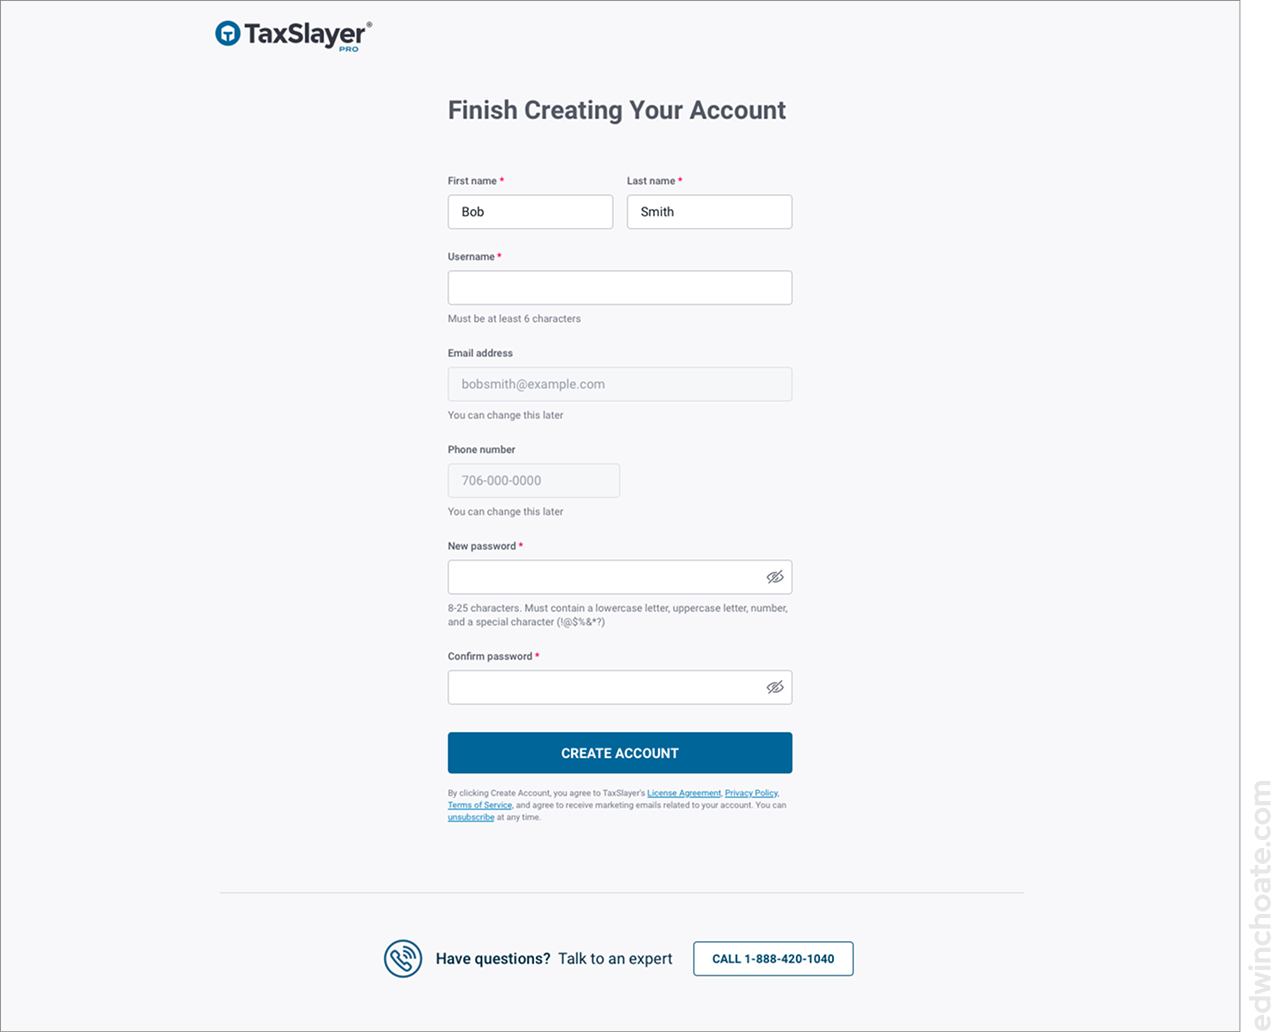 TaxSlayer®
PRO
Finish Creating Your Account
First name *
Last name *
Bob
Smith
Username *
Must be at least 6 characters
Email address
bobsmith@example.com
You can change this later
Phone number
706-000-0000
You can change this later
New password *
8-25 characters. Must contain a lowercase letter, uppercase letter, number,
and a special character (!@$%&*?)
Confirm password *
CREATE ACCOUNT
By clicking Create Account, you agree to TaxSlayer's License Agreement, Privacy Policy,
Terms of Service, and agree to receive marketing emails related to your account. You can
unsubscribe at any time.
Have questions? Talk to an expert
CALL 1-888-420-1040
edwinchoate.com